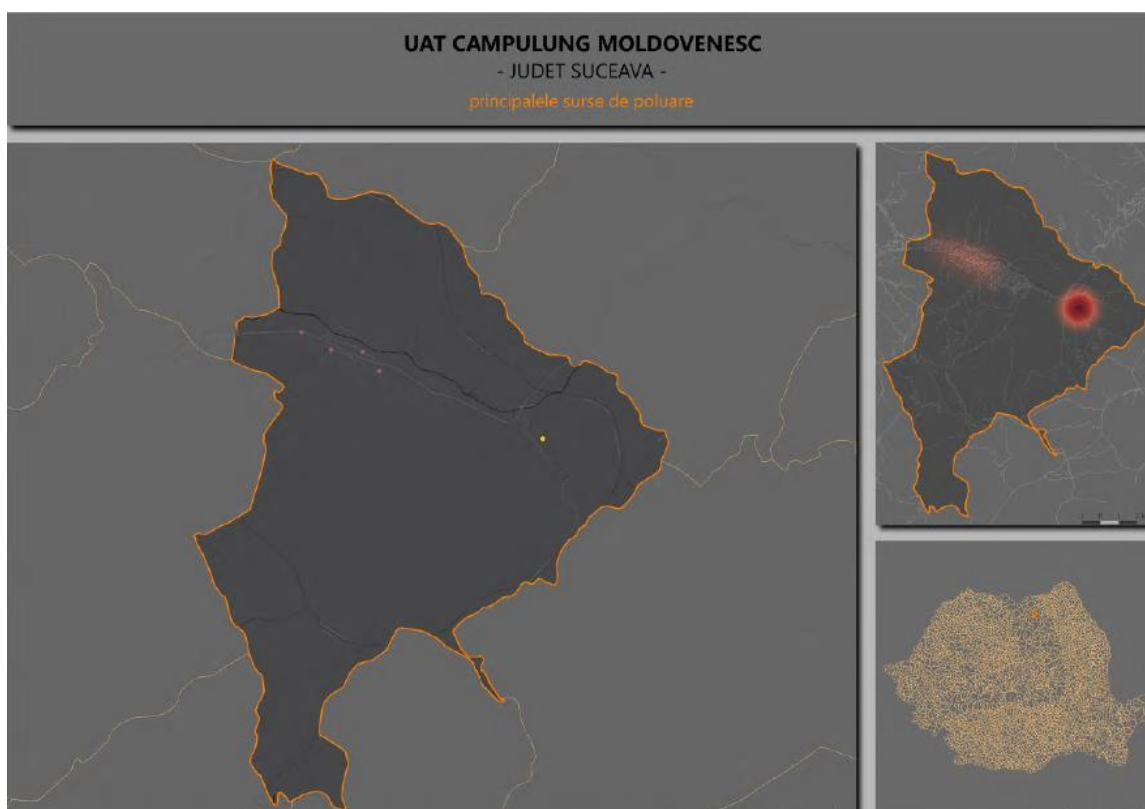 UAT CAMPULUNG MOLDOVENESC
- JUDET SUCEAVA -
principalele surse de poluare